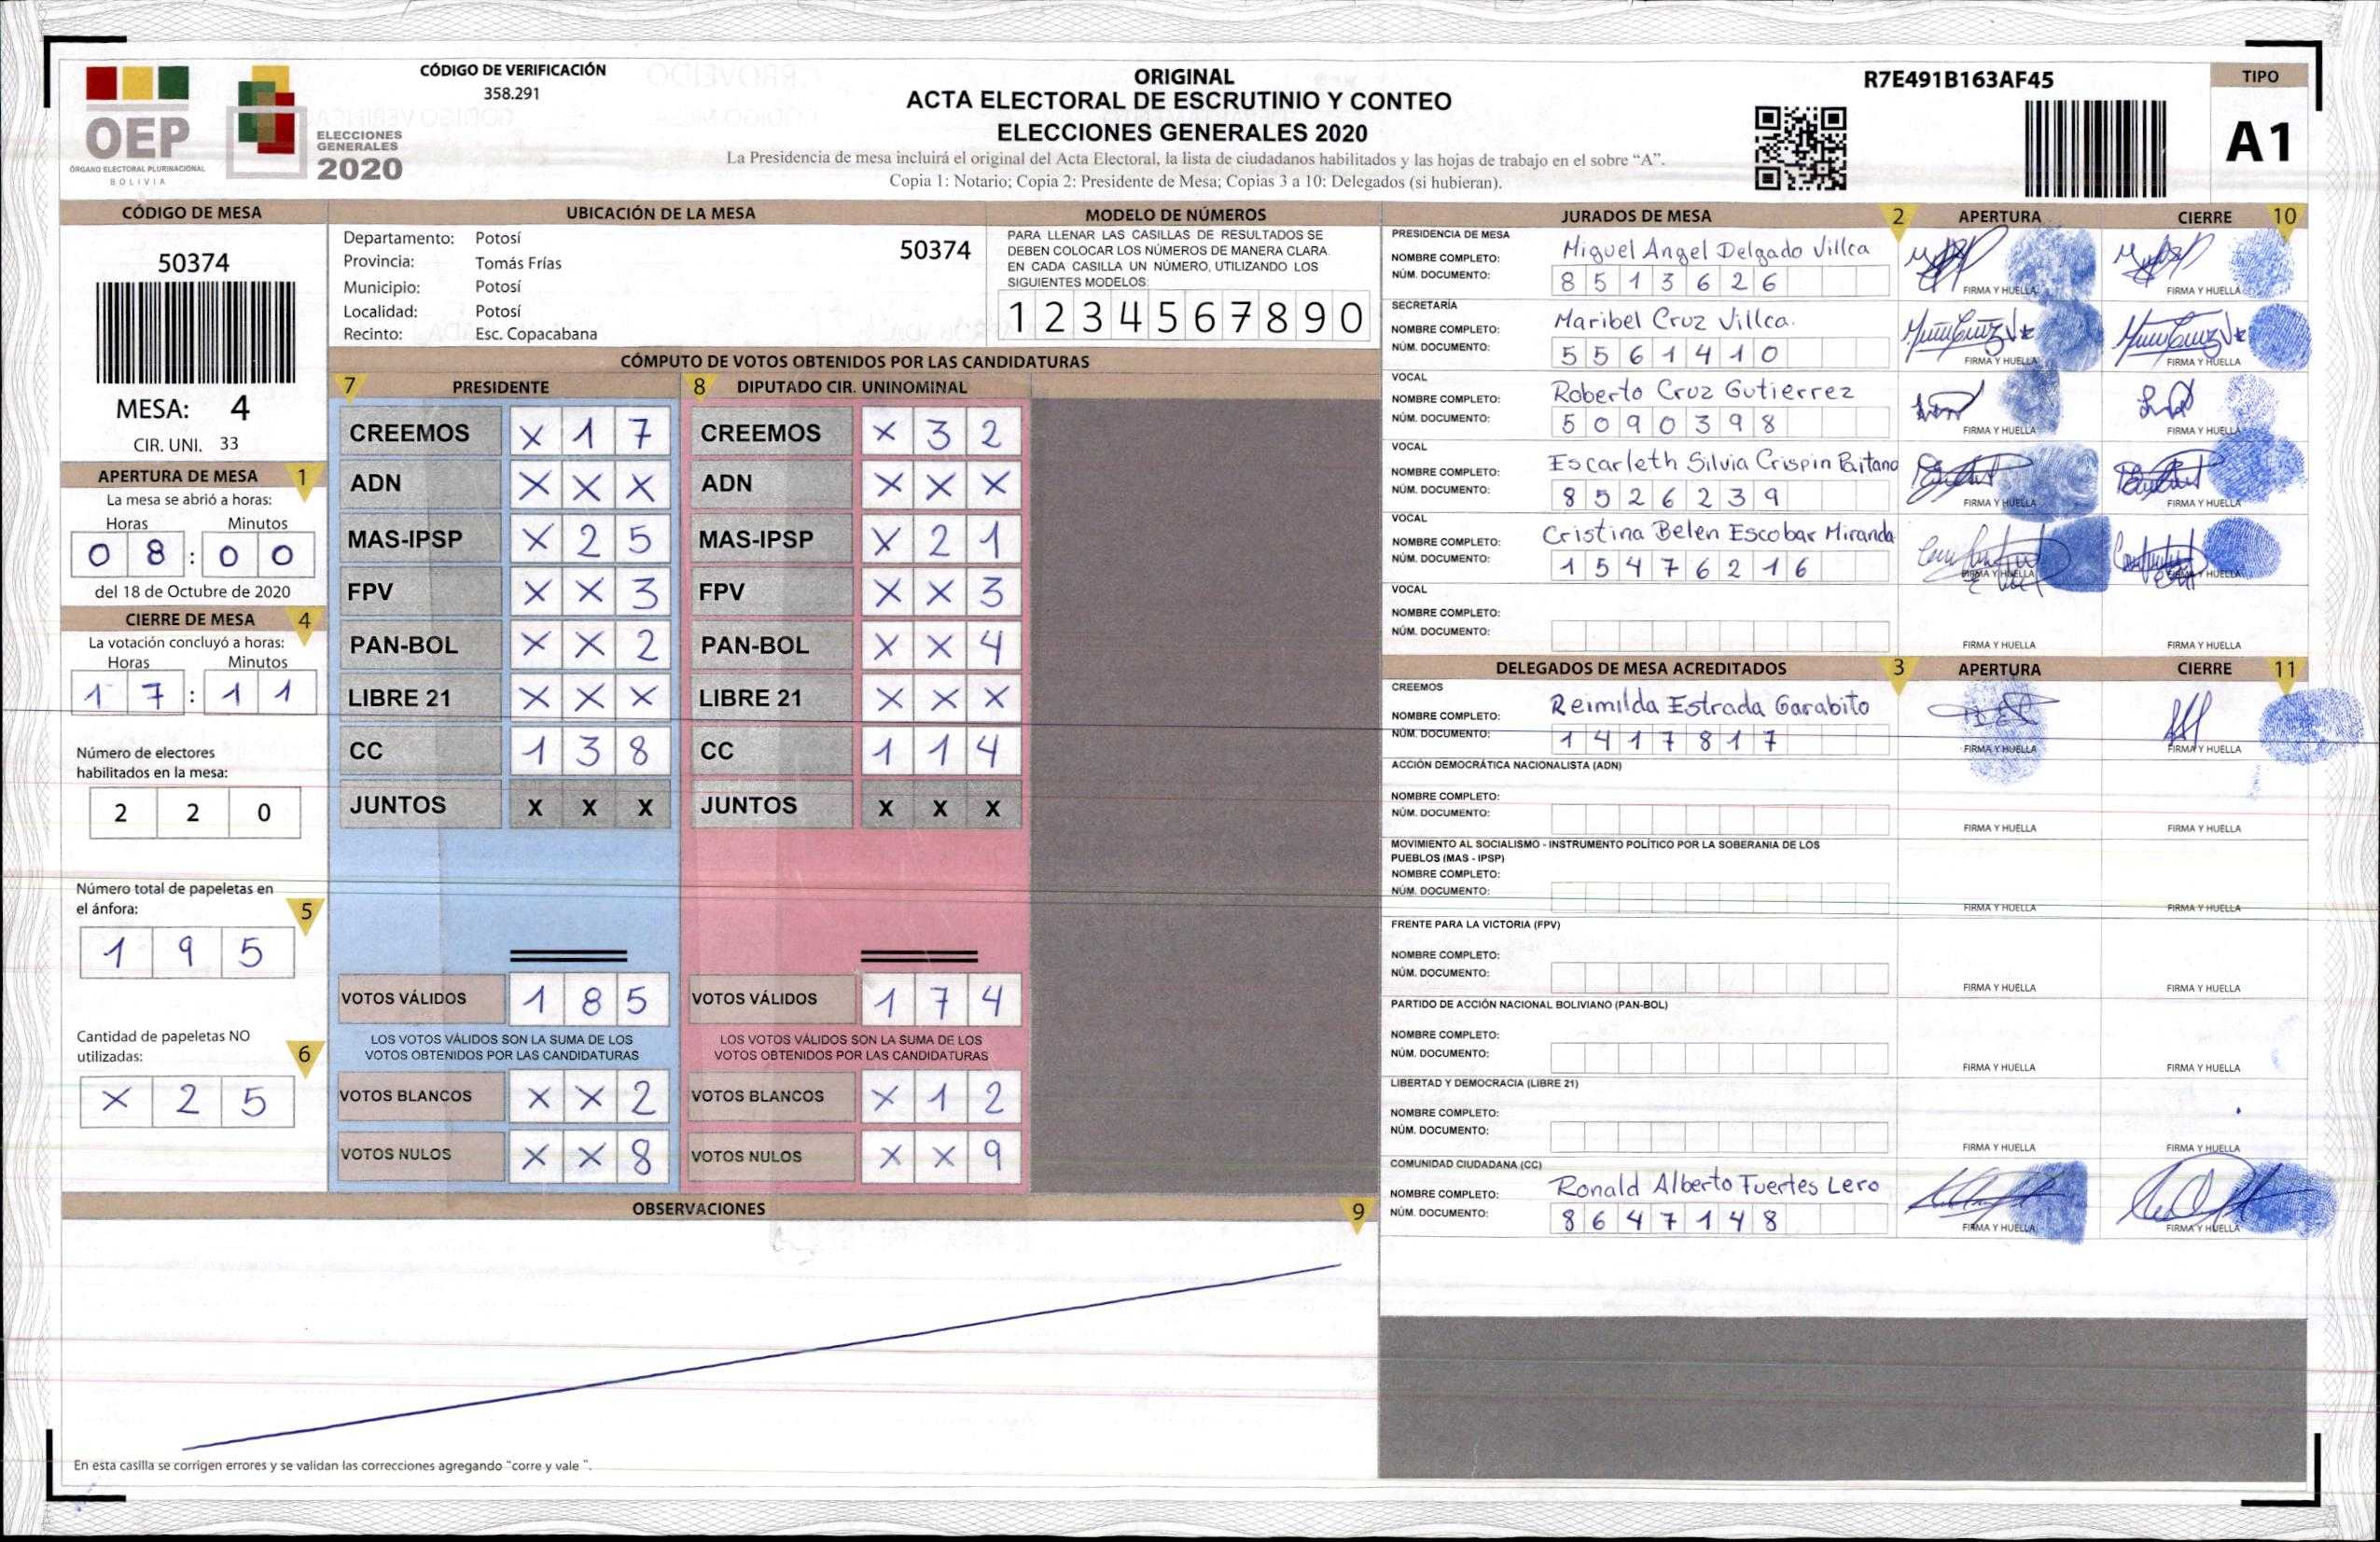 CÓDIGO DE VERIFICACIÓN
358.291
OEP
ÓRGANO ELECTORAL PLURINACIONAL
BOLIVIA
ELECCIONES
GENERALES
2020
ORIGINAL
ACTA ELECTORAL DE ESCRUTINIO Y CONTEO
ELECCIONES GENERALES 2020
La Presidencia de mesa incluirá el original del Acta Electoral, la lista de ciudadanos habilitados y las hojas de trabajo en el sobre “A”.
Copia 1: Notario; Copia 2: Presidente de Mesa; Copias 3 a 10: Delegados (si hubieran).
R7E491B163AF45
TIPO
A1
CÓDIGO DE MESA
50374
MESA: 4
CIR. UNI. 33
APERTURA DE MESA 1
La mesa se abrió a horas:
Horas Minutos
0 8 : 0 0
del 18 de Octubre de 2020
CIERRE DE MESA 4
La votación concluyó a horas:
Horas Minutos
1 7 : 1 1
Número de electores
habilitados en la mesa:
2 2 0
Número total de papeletas en
el ánfora: 5
1 9 5
Cantidad de papeletas NO
utilizadas: 6
X 2 5
UBICACIÓN DE LA MESA
Departamento: Potosí 50374
Provincia: Tomás Frías
Municipio: Potosí
Localidad: Potosí
Recinto: Esc. Copacabana
MODELO DE NÚMEROS
PARA LLENAR LAS CASILLAS DE RESULTADOS SE
DEBEN COLOCAR LOS NÚMEROS DE MANERA CLARA.
EN CADA CASILLA UN NÚMERO, UTILIZANDO LOS
SIGUIENTES MODELOS:
1 2 3 4 5 6 7 8 9 0
CÓMPUTO DE VOTOS OBTENIDOS POR LAS CANDIDATURAS
7 PRESIDENTE 8 DIPUTADO CIR. UNINOMINAL
CREEMOS X 1 7 CREEMOS X 3 2
ADN X X X ADN X X X
MAS-IPSP X 2 5 MAS-IPSP X 2 1
FPV X X 3 FPV X X 3
PAN-BOL X X 2 PAN-BOL X X 4
LIBRE 21 X X X LIBRE 21 X X X
CC 1 3 8 CC 1 1 4
JUNTOS X X X JUNTOS X X X
VOTOS VÁLIDOS 1 8 5 VOTOS VÁLIDOS 1 7 4
LOS VOTOS VÁLIDOS SON LA SUMA DE LOS LOS VOTOS VÁLIDOS SON LA SUMA DE LOS
VOTOS OBTENIDOS POR LAS CANDIDATURAS VOTOS OBTENIDOS POR LAS CANDIDATURAS
VOTOS BLANCOS X X 2 VOTOS BLANCOS X 1 2
VOTOS NULOS X X 8 VOTOS NULOS X X 9
OBSERVACIONES 9
En esta casilla se corrigen errores y se validan las correcciones agregando “corre y vale ”.
JURADOS DE MESA 2 APERTURA CIERRE 10
PRESIDENCIA DE MESA
NOMBRE COMPLETO: Miguel Angel Delgado Villca
NÚM. DOCUMENTO: 8 5 1 3 6 2 6
FIRMA Y HUELLA FIRMA Y HUELLA
SECRETARÍA
NOMBRE COMPLETO: Maribel Cruz Villca.
NÚM. DOCUMENTO: 5 5 6 1 4 1 0
FIRMA Y HUELLA FIRMA Y HUELLA
VOCAL
NOMBRE COMPLETO: Roberto Cruz Gutierrez
NÚM. DOCUMENTO: 5 0 9 0 3 9 8
FIRMA Y HUELLA FIRMA Y HUELLA
VOCAL
NOMBRE COMPLETO: Escarleth Silvia Crispin
NÚM. DOCUMENTO: 8 5 2 6 2 3 9
FIRMA Y HUELLA FIRMA Y HUELLA
VOCAL
NOMBRE COMPLETO: Cristina Belen Escobar Miranda
NÚM. DOCUMENTO: 1 5 4 7 6 2 1 6
FIRMA Y HUELLA FIRMA Y HUELLA
VOCAL
NOMBRE COMPLETO:
NÚM. DOCUMENTO:
FIRMA Y HUELLA FIRMA Y HUELLA
DELEGADOS DE MESA ACREDITADOS 3 APERTURA CIERRE 11
CREEMOS
NOMBRE COMPLETO: Reimilda Estrada Garabito
NÚM. DOCUMENTO: 1 4 1 7 8 1 7
FIRMA Y HUELLA FIRMA Y HUELLA
ACCIÓN DEMOCRÁTICA NACIONALISTA (ADN)
NOMBRE COMPLETO:
NÚM. DOCUMENTO:
FIRMA Y HUELLA FIRMA Y HUELLA
MOVIMIENTO AL SOCIALISMO - INSTRUMENTO POLÍTICO POR LA SOBERANIA DE LOS
PUEBLOS (MAS - IPSP)
NOMBRE COMPLETO:
NÚM. DOCUMENTO:
FIRMA Y HUELLA FIRMA Y HUELLA
FRENTE PARA LA VICTORIA (FPV)
NOMBRE COMPLETO:
NÚM. DOCUMENTO:
FIRMA Y HUELLA FIRMA Y HUELLA
PARTIDO DE ACCIÓN NACIONAL BOLIVIANO (PAN-BOL)
NOMBRE COMPLETO:
NÚM. DOCUMENTO:
FIRMA Y HUELLA FIRMA Y HUELLA
LIBERTAD Y DEMOCRACIA (LIBRE 21)
NOMBRE COMPLETO:
NÚM. DOCUMENTO:
FIRMA Y HUELLA FIRMA Y HUELLA
COMUNIDAD CIUDADANA (CC)
NOMBRE COMPLETO: Ronald Alberto Fuertes Lero
NÚM. DOCUMENTO: 8 6 4 7 1 4 8
FIRMA Y HUELLA FIRMA Y HUELLA